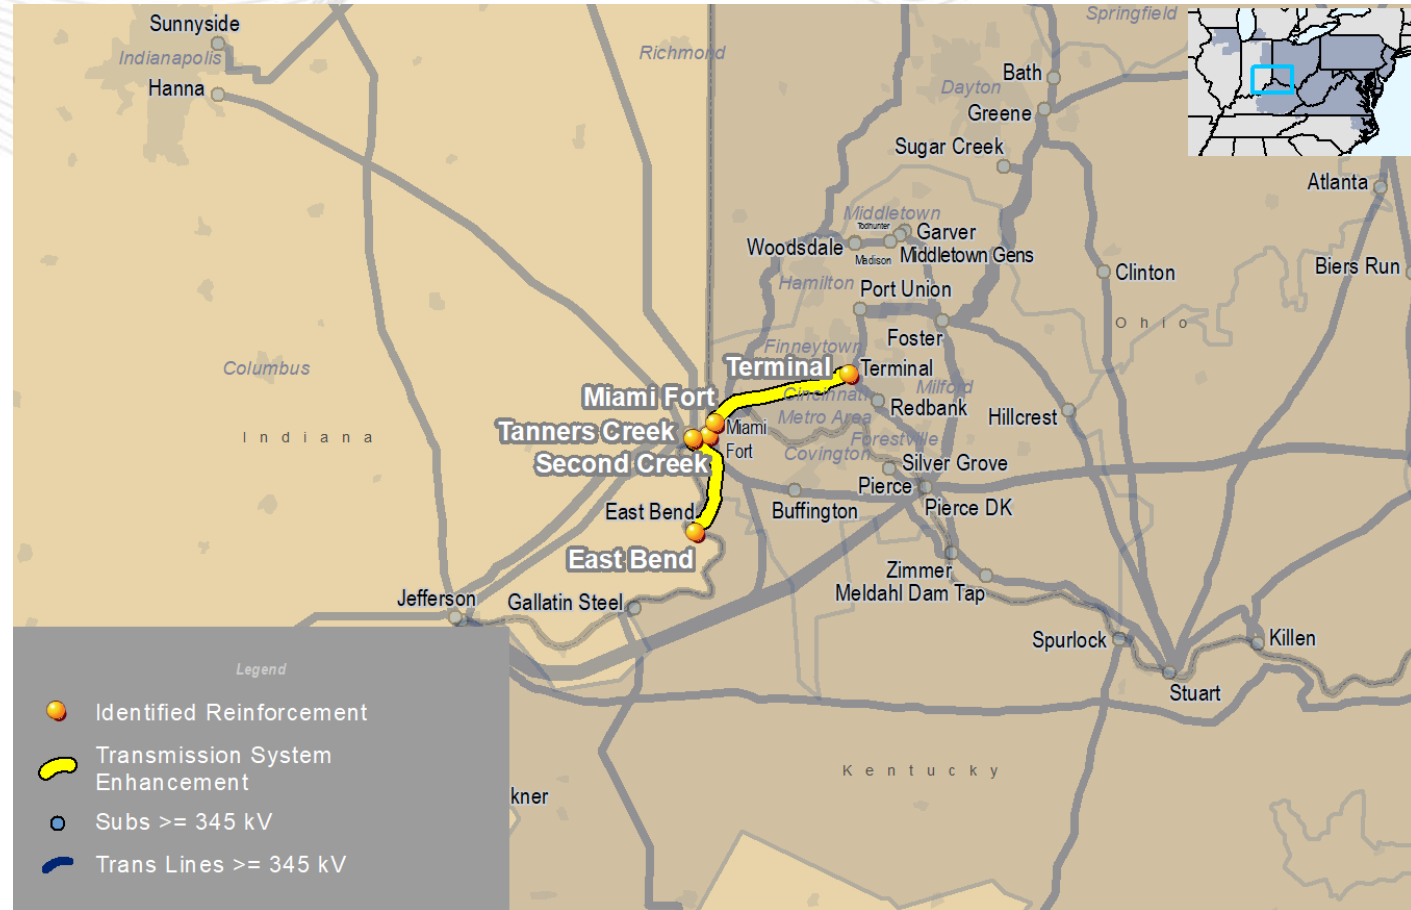 Sunnyside
Indianapolis
Hanna
Richmond
Springfield
Bath
Dayton
Greene
Sugar Creek
Atlanta
Middletown
Todhunter
Garver
Woodsdale
Madison
Middletown Gens
Hamilton
Port Union
Clinton
Biers Run
Ohio
Foster
Finneytown
Columbus
Terminal
Terminal
Milford
Cincinnati
Metro Area
Miami Fort
Redbank
Hillcrest
Indiana
Tanners Creek
Miami
Fort
Forestville
Covington
Second Creek
Silver Grove
Pierce
East Bend
Buffington
Pierce DK
East Bend
Zimmer
Meldahl Dam Tap
Jefferson
Gallatin Steel
Spurlock
Killen
Stuart
Kentucky
kner
Legend
Identified Reinforcement
Transmission System
Enhancement
Subs >= 345 kV
Trans Lines >= 345 kV